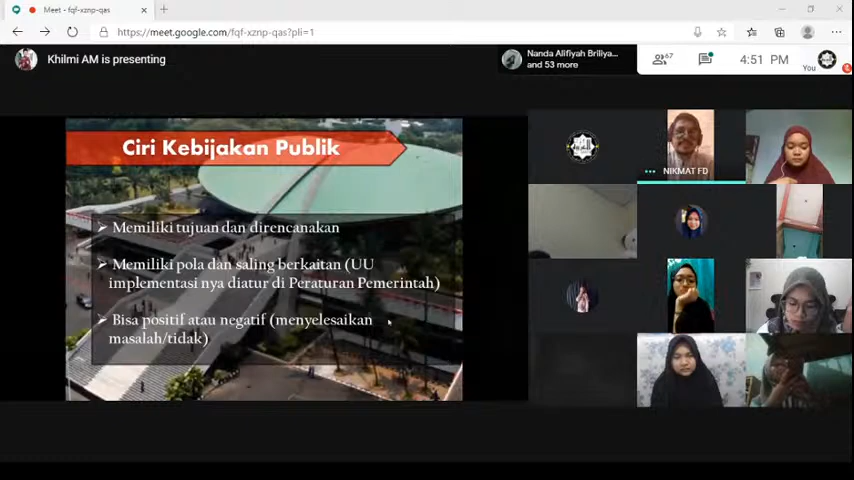 Meet - fqf-xznp-qas
https://meet.google.com/fqf-xznp-qas?pli=1
Khilmi AM is presenting
Nanda Alifiyah Briliya...
and 53 more
67
4:51 PM
You
Ciri Kebijakan Publik
NIKMAT FD
Memiliki tujuan dan direncanakan
Memiliki pola dan saling berkaitan (UU
implementasi nya diatur di Peraturan Pemerintah)
Bisa positif atau negatif (menyelesaikan
masalah/tidak)